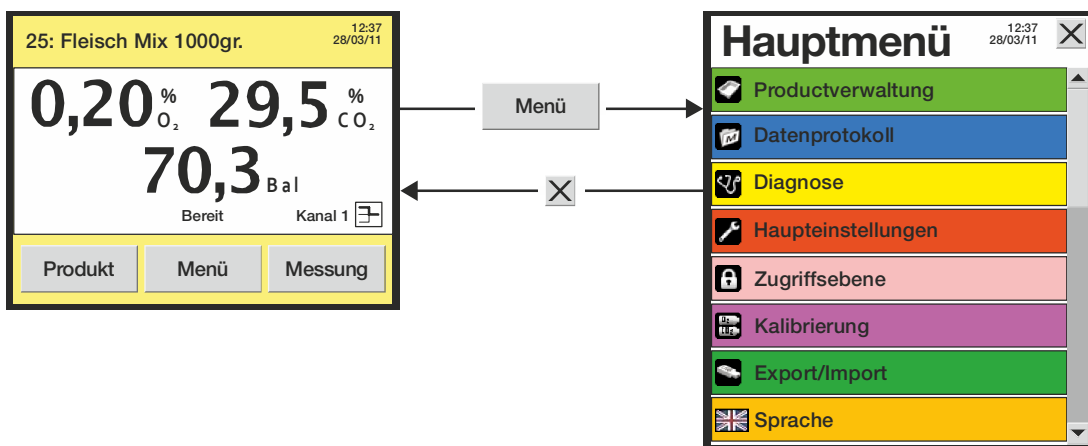 25: Fleisch Mix 1000gr.
12:37
28/03/11
0,20 % O₂ 29,5 % CO₂
70,3 Bal
Bereit Kanal 1
Produkt Menü Messung
Menü
Hauptmenü
12:37
28/03/11
Productverwaltung
Datenprotokoll
Diagnose
Haupteinstellungen
Zugriffsebene
Kalibrierung
Export/Import
Sprache